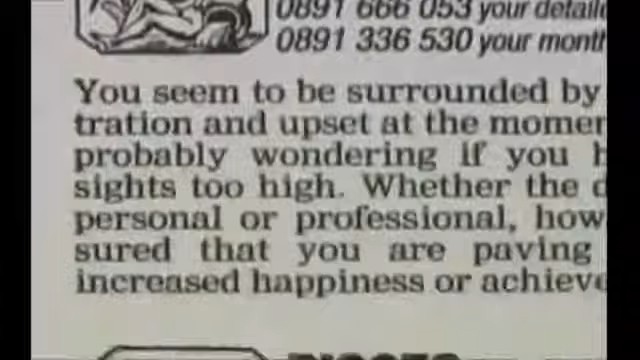 0891 666 053 your detaile
0891 336 530 your month
You seem to be surrounded by
tration and upset at the momen
probably wondering if you h
sights too high. Whether the d
personal or professional, how
sured that you are paving
increased happiness or achieve
PISCES